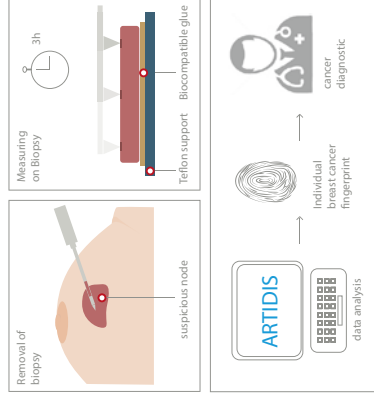 Removal of
biopsy
suspicious node
Measuring
on Biopsy
3h
Teflon support
Biocompatible glue
ARTIDIS
data analysis
Individual
breast cancer
fingerprint
cancer
diagnostic